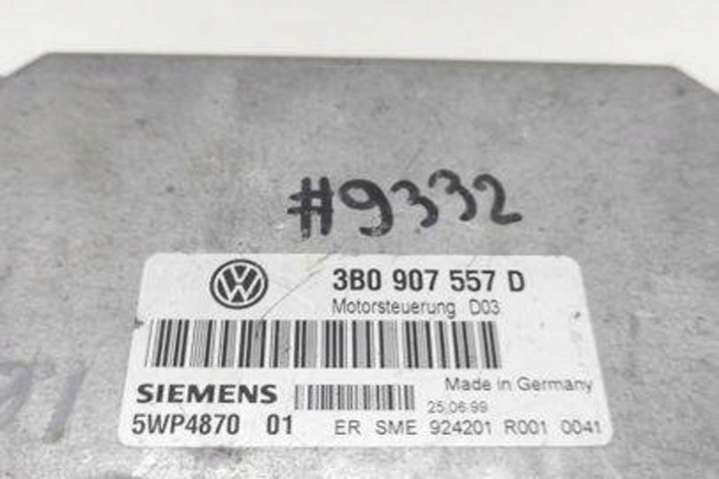 #9332
3B0 907 557 D
Motorsteuerung D03
SIEMENS
Made in Germany
25.06.99
5WP4870 01
ER SME 924201 R001 0041